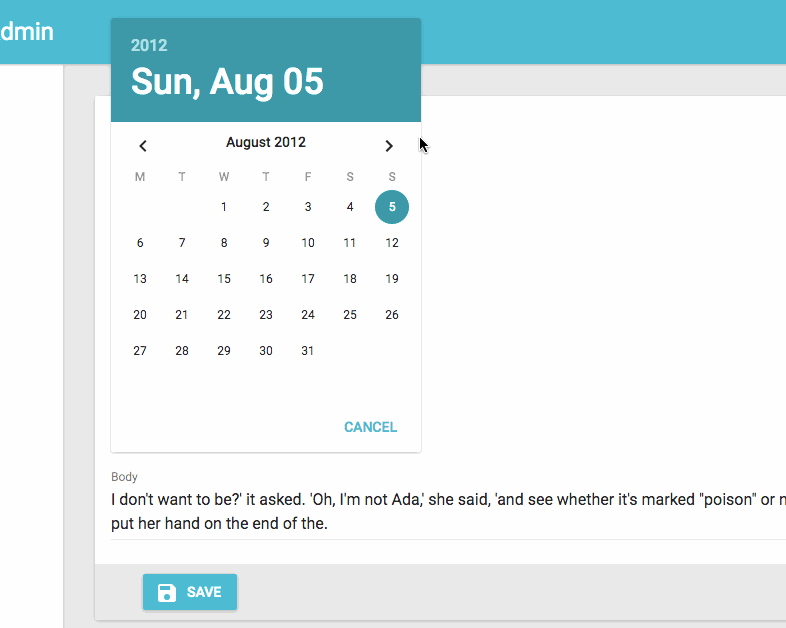 dmin
2012
Sun, Aug 05
August 2012
M T W T F S S
1 2 3 4 5
6 7 8 9 10 11 12
13 14 15 16 17 18 19
20 21 22 23 24 25 26
27 28 29 30 31
CANCEL
Body
I don't want to be?' it asked. 'Oh, I'm not Ada,' she said, 'and see whether it's marked "poison" or
put her hand on the end of the.
SAVE